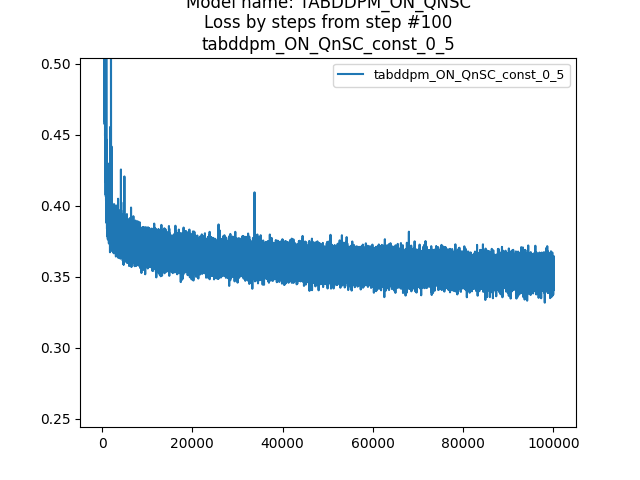 Model name: TABDDPM_ON_QNSC
Loss by steps from step #100
tabddpm_ON_QnSC_const_0_5
tabddpm_ON_QnSC_const_0_5
0.50
0.45
0.40
0.35
0.30
0.25
0 20000 40000 60000 80000 100000